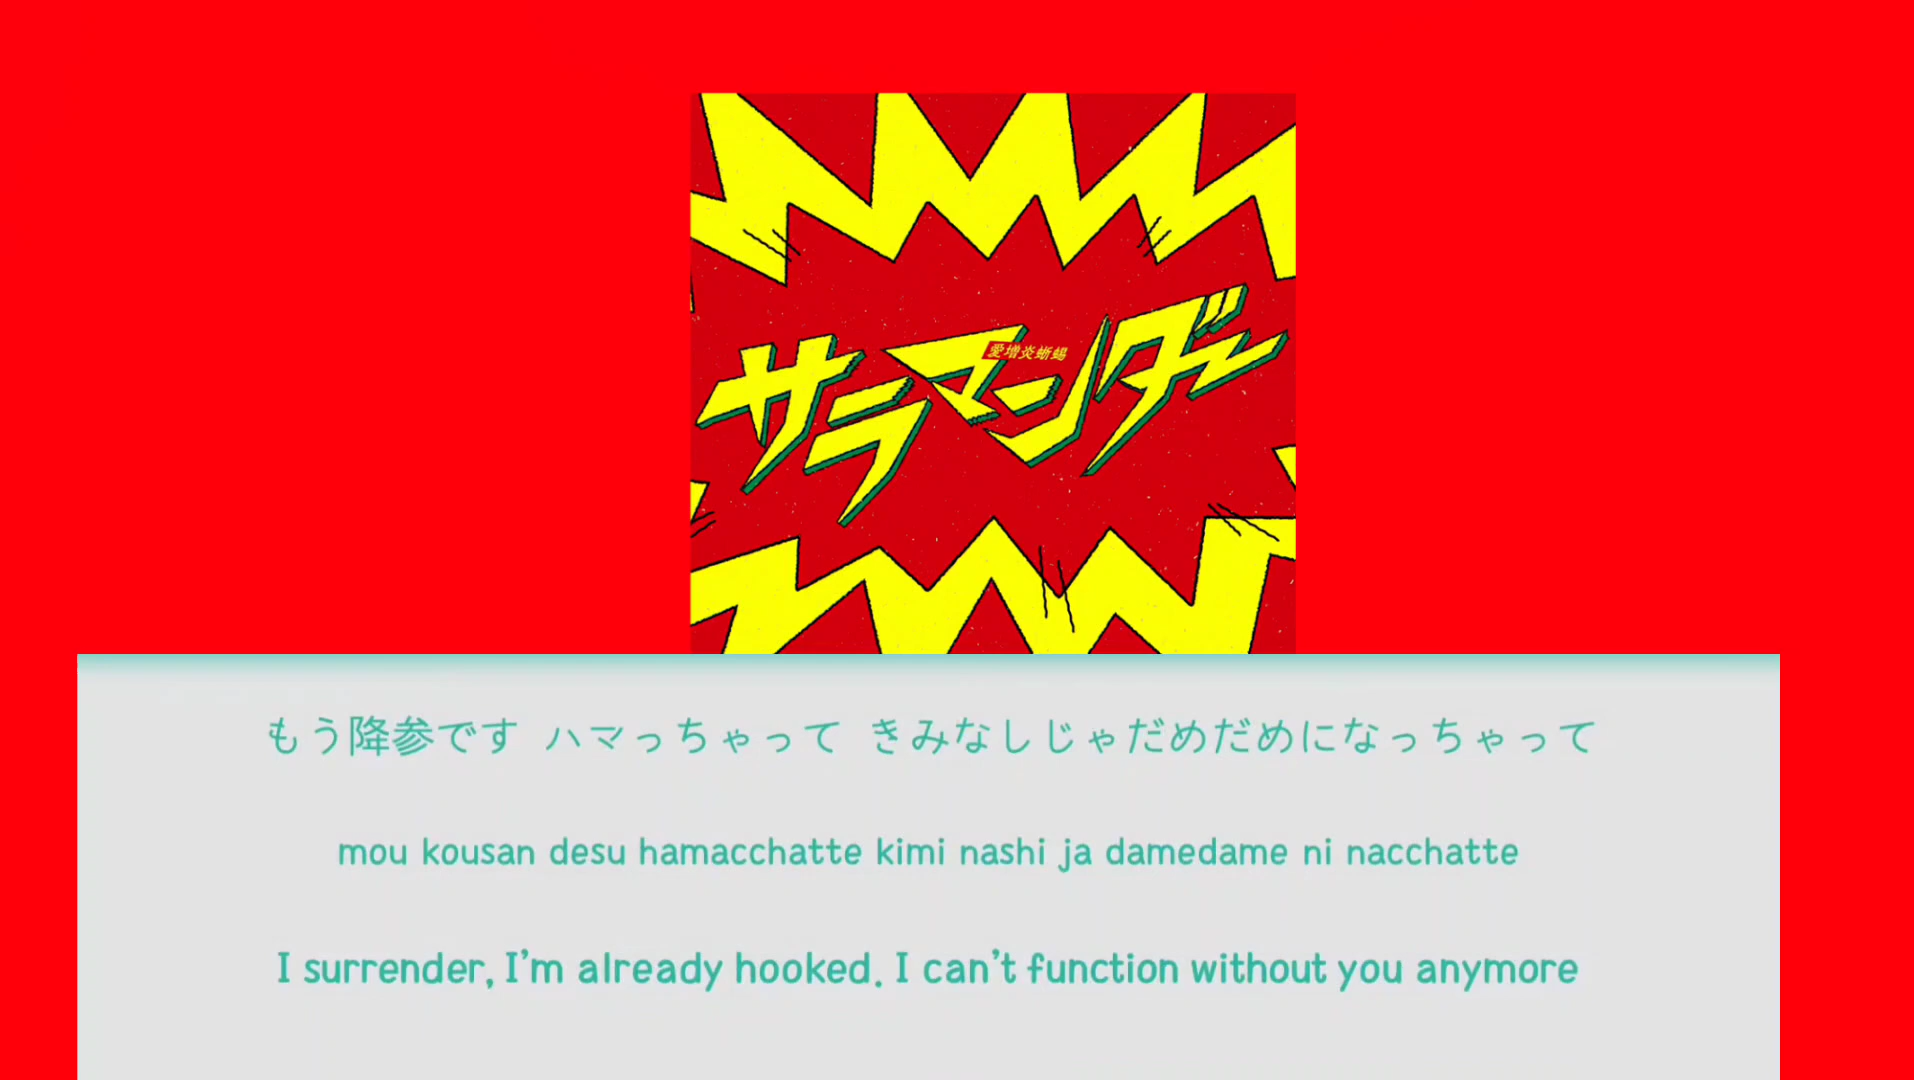 サラマンダー
愛増炎蜥蜴
もう降参です ハマっちゃって きみなしじゃだめだめになっちゃって
mou kousan desu hamacchatte kimi nashi ja damedame ni nacchatte
I surrender, I'm already hooked. I can't function without you anymore